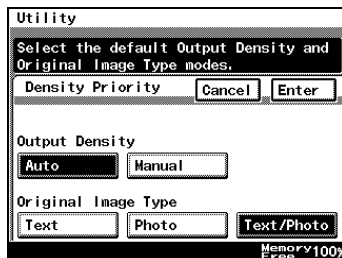 Utility
Select the default Output Density and
Original Image Type modes.
Density Priority
Cancel
Enter
Output Density
Auto
Manual
Original Image Type
Text
Photo
Text/Photo
Memory 100%
Free